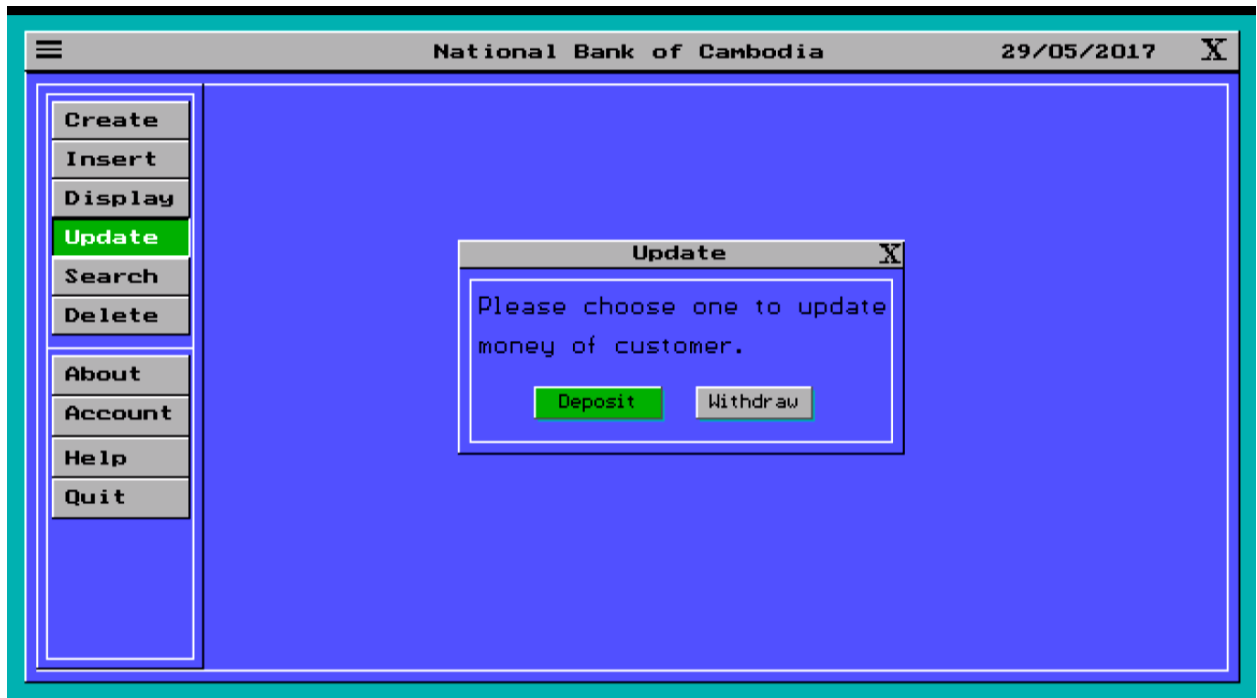 National Bank of Cambodia 29/05/2017 X
Create
Insert
Display
Update
Search
Delete
About
Account
Help
Quit
Update X
Please choose one to update
money of customer.
Deposit Withdraw